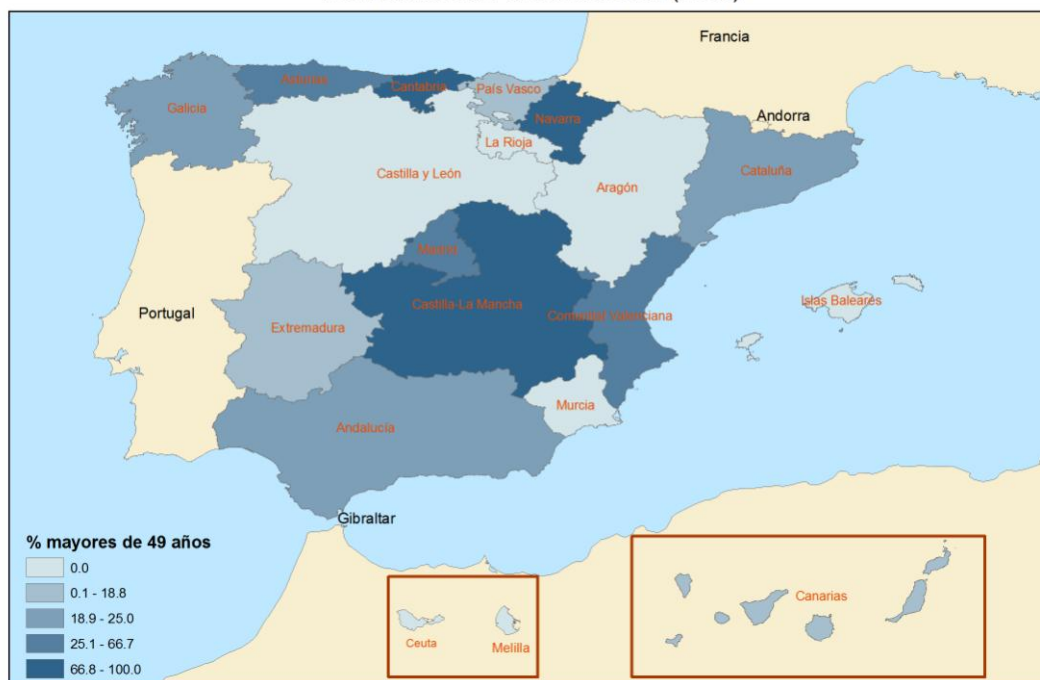 Francia
Asturias
Cantabria
País Vasco
Galicia
Navarra
Andorra
La Rioja
Castilla y León
Cataluña
Aragón
Madrid
Islas Baleares
Castilla-La Mancha
Portugal
Comunitat Valenciana
Extremadura
Murcia
Andalucía
Gibraltar
% mayores de 49 años
0.0
0.1 - 18.8
18.9 - 25.0
25.1 - 66.7
66.8 - 100.0
Ceuta
Melilla
Canarias